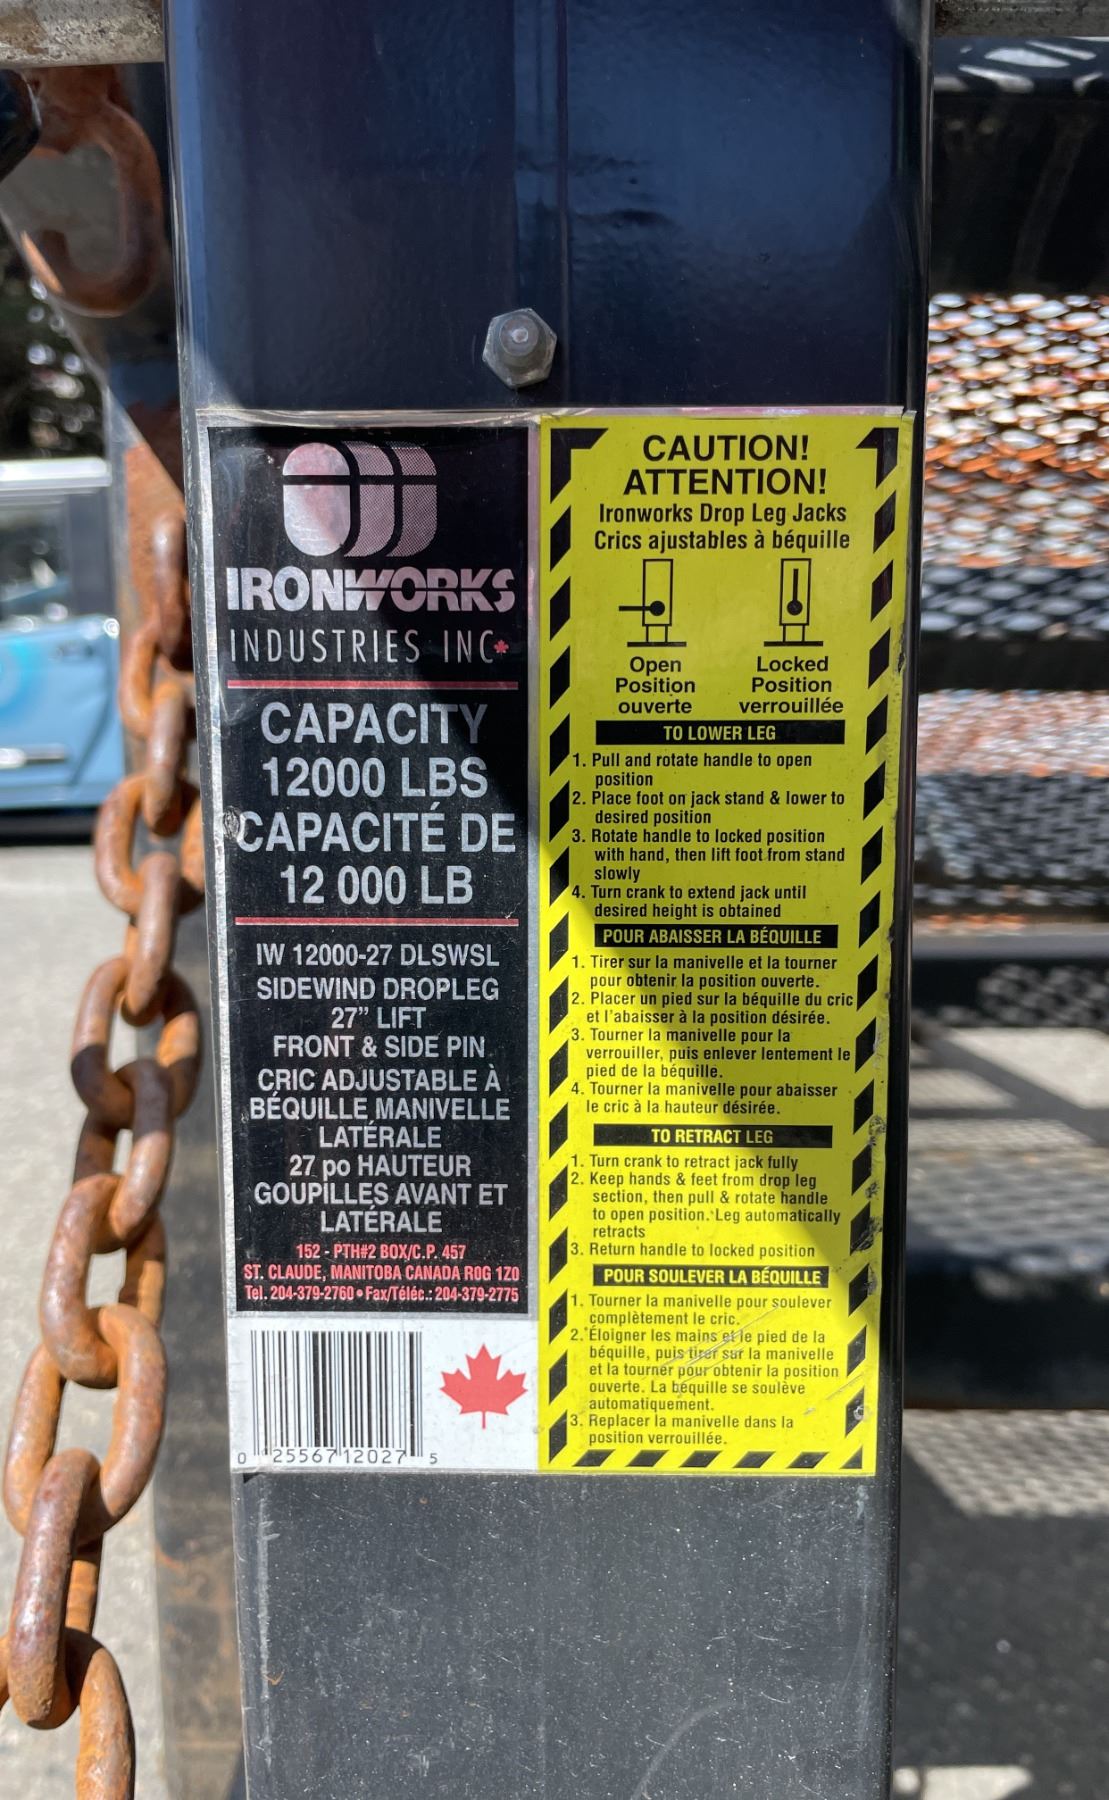 IRONWORKS
INDUSTRIES INC
CAPACITY
12000 LBS
CAPACITÉ DE
12 000 LB
IW 12000-27 DLSWSL
SIDEWIND DROPLEG
27” LIFT
FRONT & SIDE PIN
CRIC ADJUSTABLE À
BÉQUILLE MANIVELLE
LATÉRALE
27 po HAUTEUR
GOUPILLES AVANT ET
LATÉRALE
152 - PTH#2 BOX/C.P. 457
ST. CLAUDE, MANITOBA CANADA R0G 1Z0
Tel. 204-379-2760 • Fax/Téléc.: 204-379-2775
0 25567 12027 5
CAUTION!
ATTENTION!
Ironworks Drop Leg Jacks
Crics ajustables à béquille
Open
Position
ouverte
Locked
Position
verrouillée
TO LOWER LEG
1. Pull and rotate handle to open
position
2. Place foot on jack stand & lower to
desired position
3. Rotate handle to locked position
with hand, then lift foot from stand
slowly
4. Turn crank to extend jack until
desired height is obtained
POUR ABAISSER LA BÉQUILLE
1. Tirer sur la manivelle et la tourner
pour obtenir la position ouverte.
2. Placer un pied sur la béquille du cric
et l'abaisser à la position désirée.
3. Tourner la manivelle pour la
verrouiller, puis enlever lentement le
pied de la béquille.
4. Tourner la manivelle pour abaisser
le cric à la hauteur désirée.
TO RETRACT LEG
1. Turn crank to retract jack fully
2. Keep hands & feet from drop leg
section, then pull & rotate handle
to open position. Leg automatically
retracts
3. Return handle to locked position
POUR SOULEVER LA BÉQUILLE
1. Tourner la manivelle pour soulever
complètement le cric.
2. Éloigner les mains et le pied de la
béquille, puis tirer sur la manivelle
et la tourner pour obtenir la position
ouverte. La béquille se soulève
automatiquement.
3. Replacer la manivelle dans la
position verrouillée.